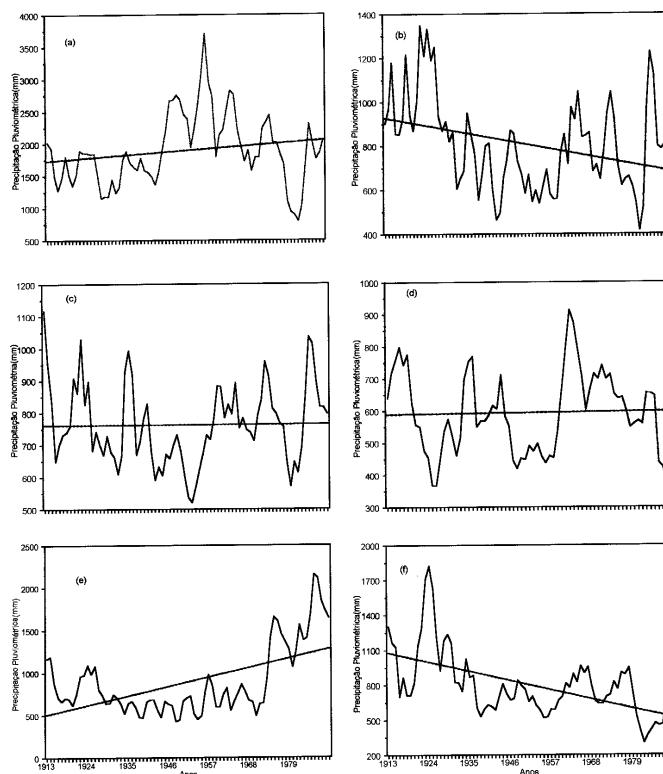 (a)
Precipitação Pluviométrica(mm)
4000
3500
3000
2500
2000
1500
1000
500
(b)
Precipitação Pluviométrica(mm)
1400
1200
1000
800
600
400
(c)
Precipitação Pluviométrica(mm)
1200
1100
1000
900
800
700
600
500
(d)
Precipitação Pluviométrica(mm)
1000
900
800
700
600
500
400
300
(e)
Precipitação Pluviométrica(mm)
2500
2000
1500
1000
500
0
1913 1924 1935 1946 1957 1968 1979
Anos
(f)
Precipitação Pluviométrica(mm)
2100
1700
1400
1100
800
500
200
1913 1924 1935 1946 1957 1968 1979
Anos